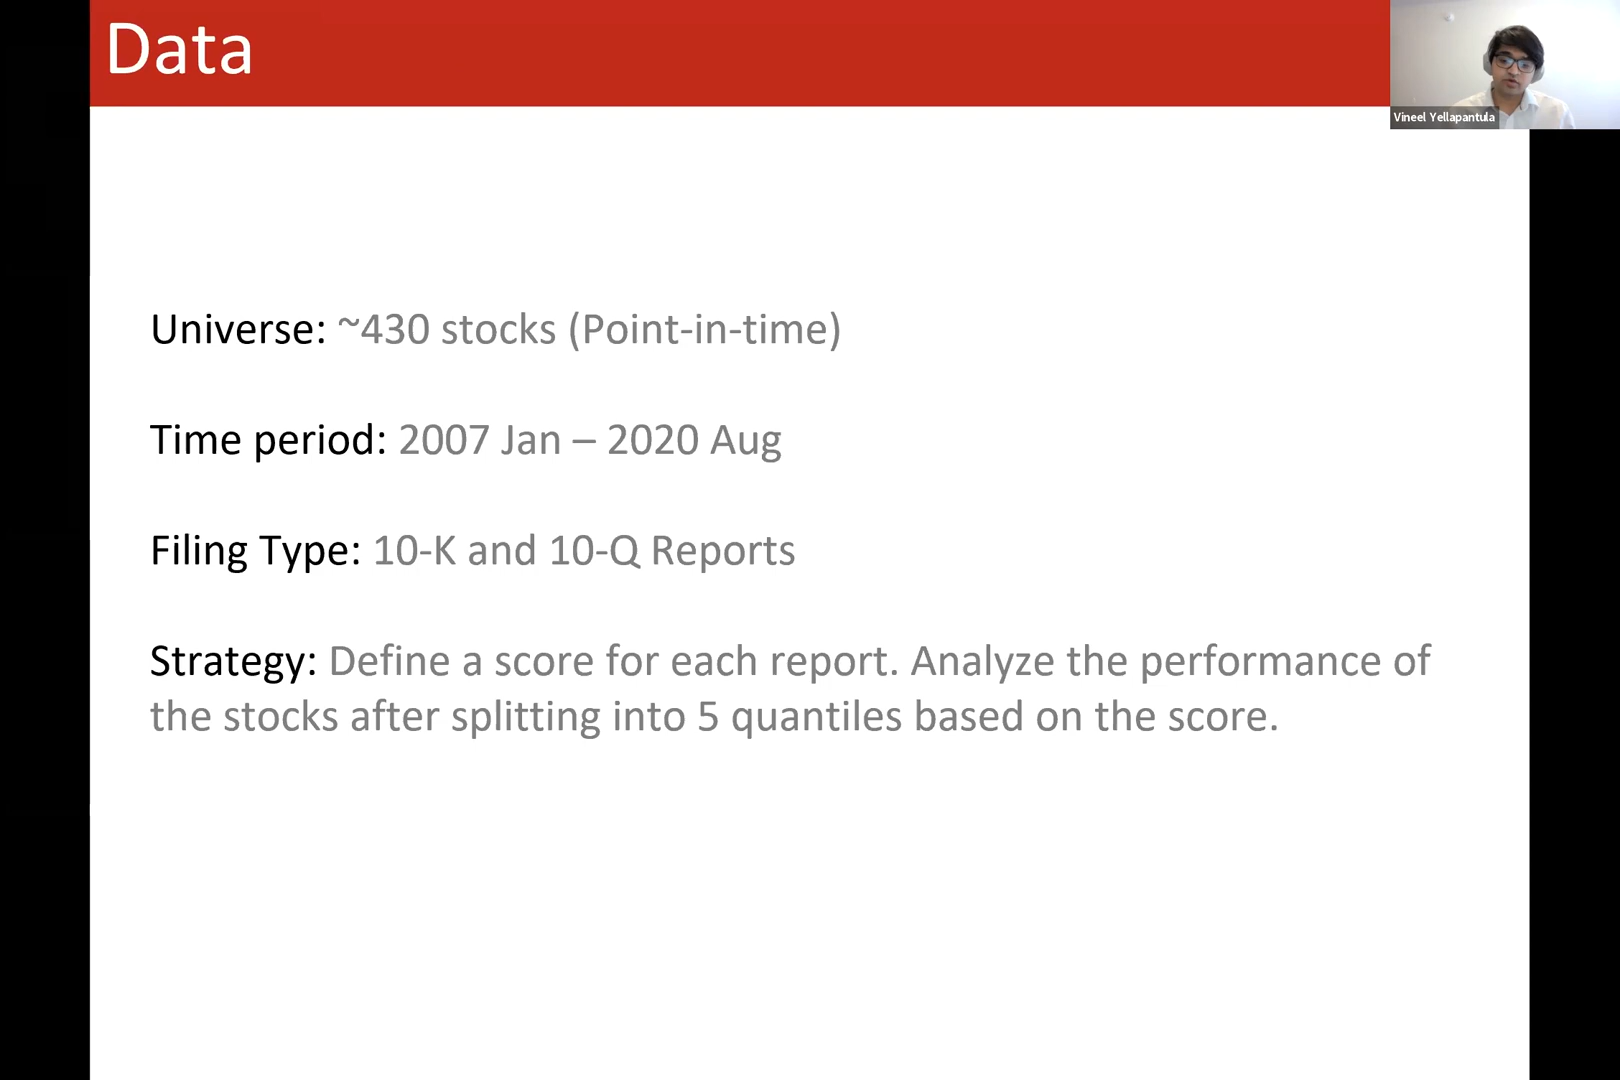 Data
Vineel Yellapantula
Universe: ~430 stocks (Point-in-time)
Time period: 2007 Jan – 2020 Aug
Filing Type: 10-K and 10-Q Reports
Strategy: Define a score for each report. Analyze the performance of
the stocks after splitting into 5 quantiles based on the score.